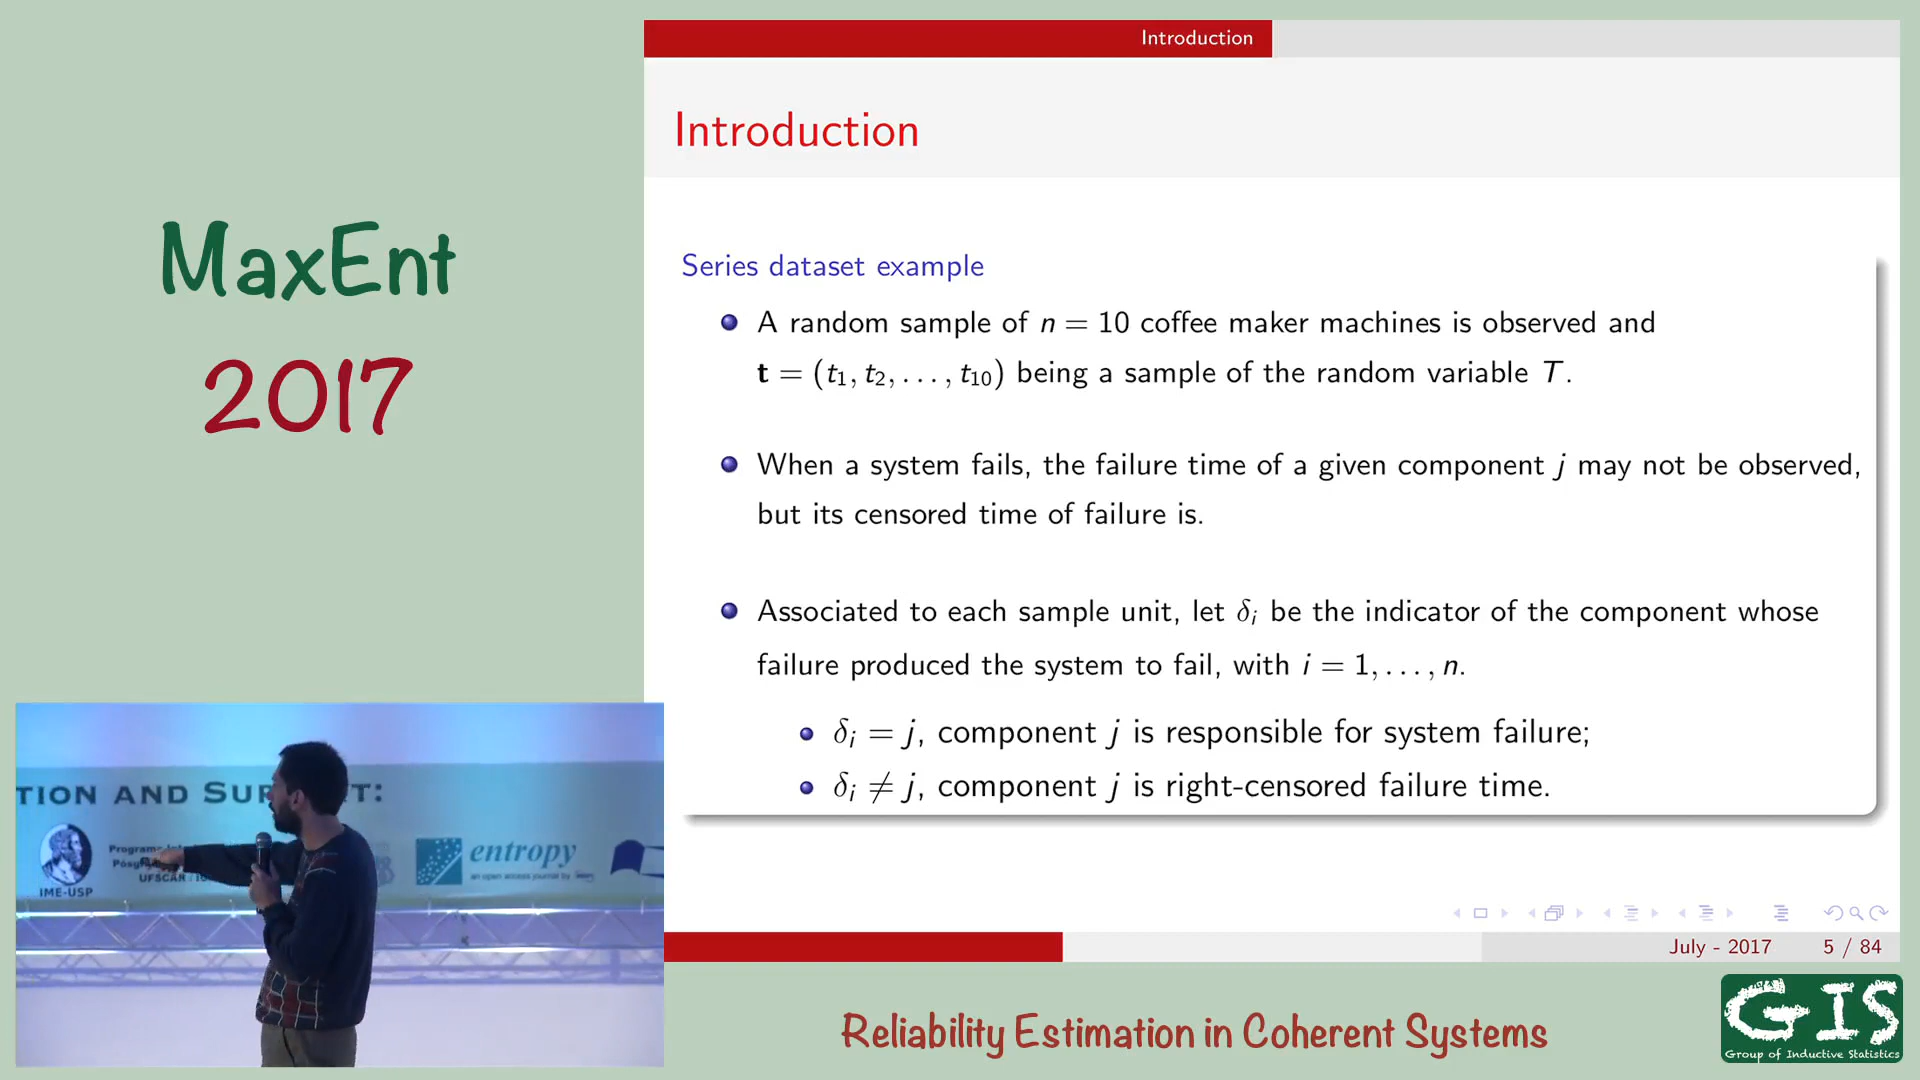 MaxEnt
2017
Introduction
Introduction
Series dataset example
A random sample of n = 10 coffee maker machines is observed and
t = (t₁, t₂, . . . , t₁₀) being a sample of the random variable T.
When a system fails, the failure time of a given component j may not be observed,
but its censored time of failure is.
Associated to each sample unit, let δᵢ be the indicator of the component whose
failure produced the system to fail, with i = 1, . . . , n.
δᵢ = j, component j is responsible for system failure;
δᵢ ≠ j, component j is right-censored failure time.
July - 2017 5 / 84
TION AND SU T:
IME-USP
UFSCAR
entropy
an open access journal by
Reliability Estimation in Coherent Systems
GIS
Group of Inductive Statistics